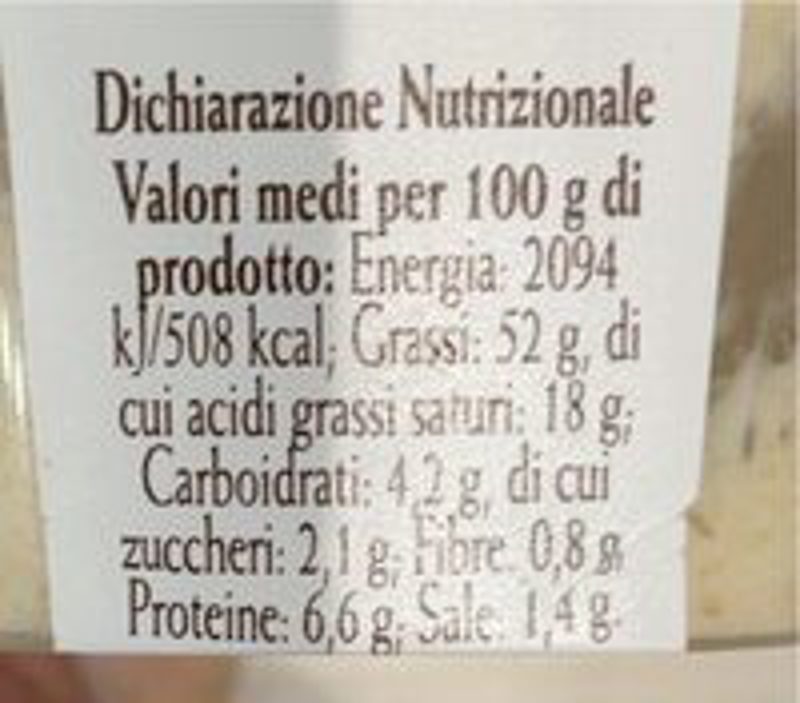 Dichiarazione Nutrizionale
Valori medi per 100 g di
prodotto: Energia: 2094
kJ/508 kcal; Grassi: 52 g, di
cui acidi grassi saturi: 18 g;
Carboidrati: 4,2 g, di cui
zuccheri: 2,1 g; Fibre: 0,8 g;
Proteine: 6,6 g; Sale: 1,4 g.